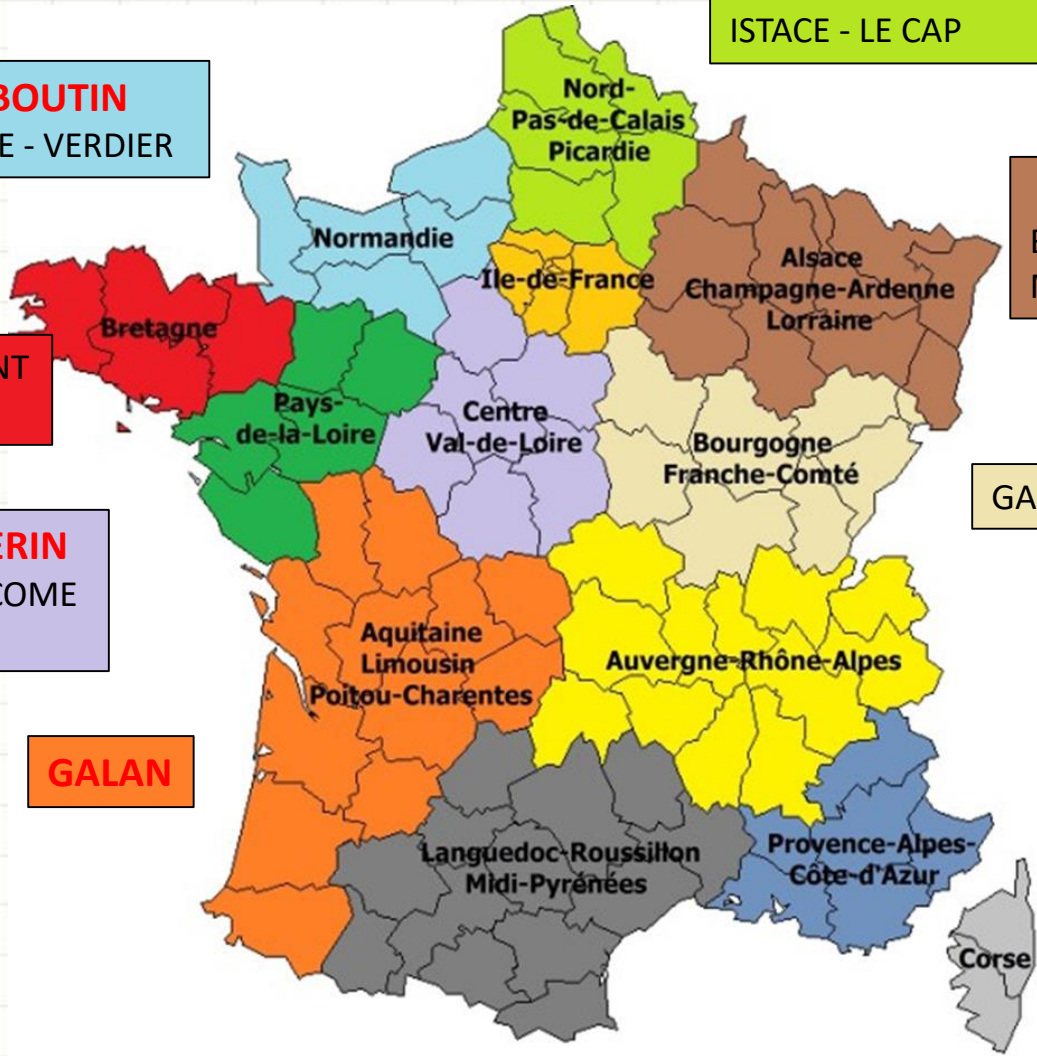 ISTACE - LE CAP
BOUTIN
E - VERDIER
Nord-
Pas-de-Calais
Picardie
Normandie
Ile-de-France
Alsace
Champagne-Ardenne
Lorraine
Bretagne
NT
Pays-
de-la-Loire
Centre
Val-de-Loire
Bourgogne
Franche-Comté
GA
ERIN
COME
Aquitaine
Limousin
Poitou-Charentes
Auvergne-Rhône-Alpes
GALAN
Languedoc-Roussillon
Midi-Pyrénées
Provence-Alpes-
Côte-d'Azur
Corse